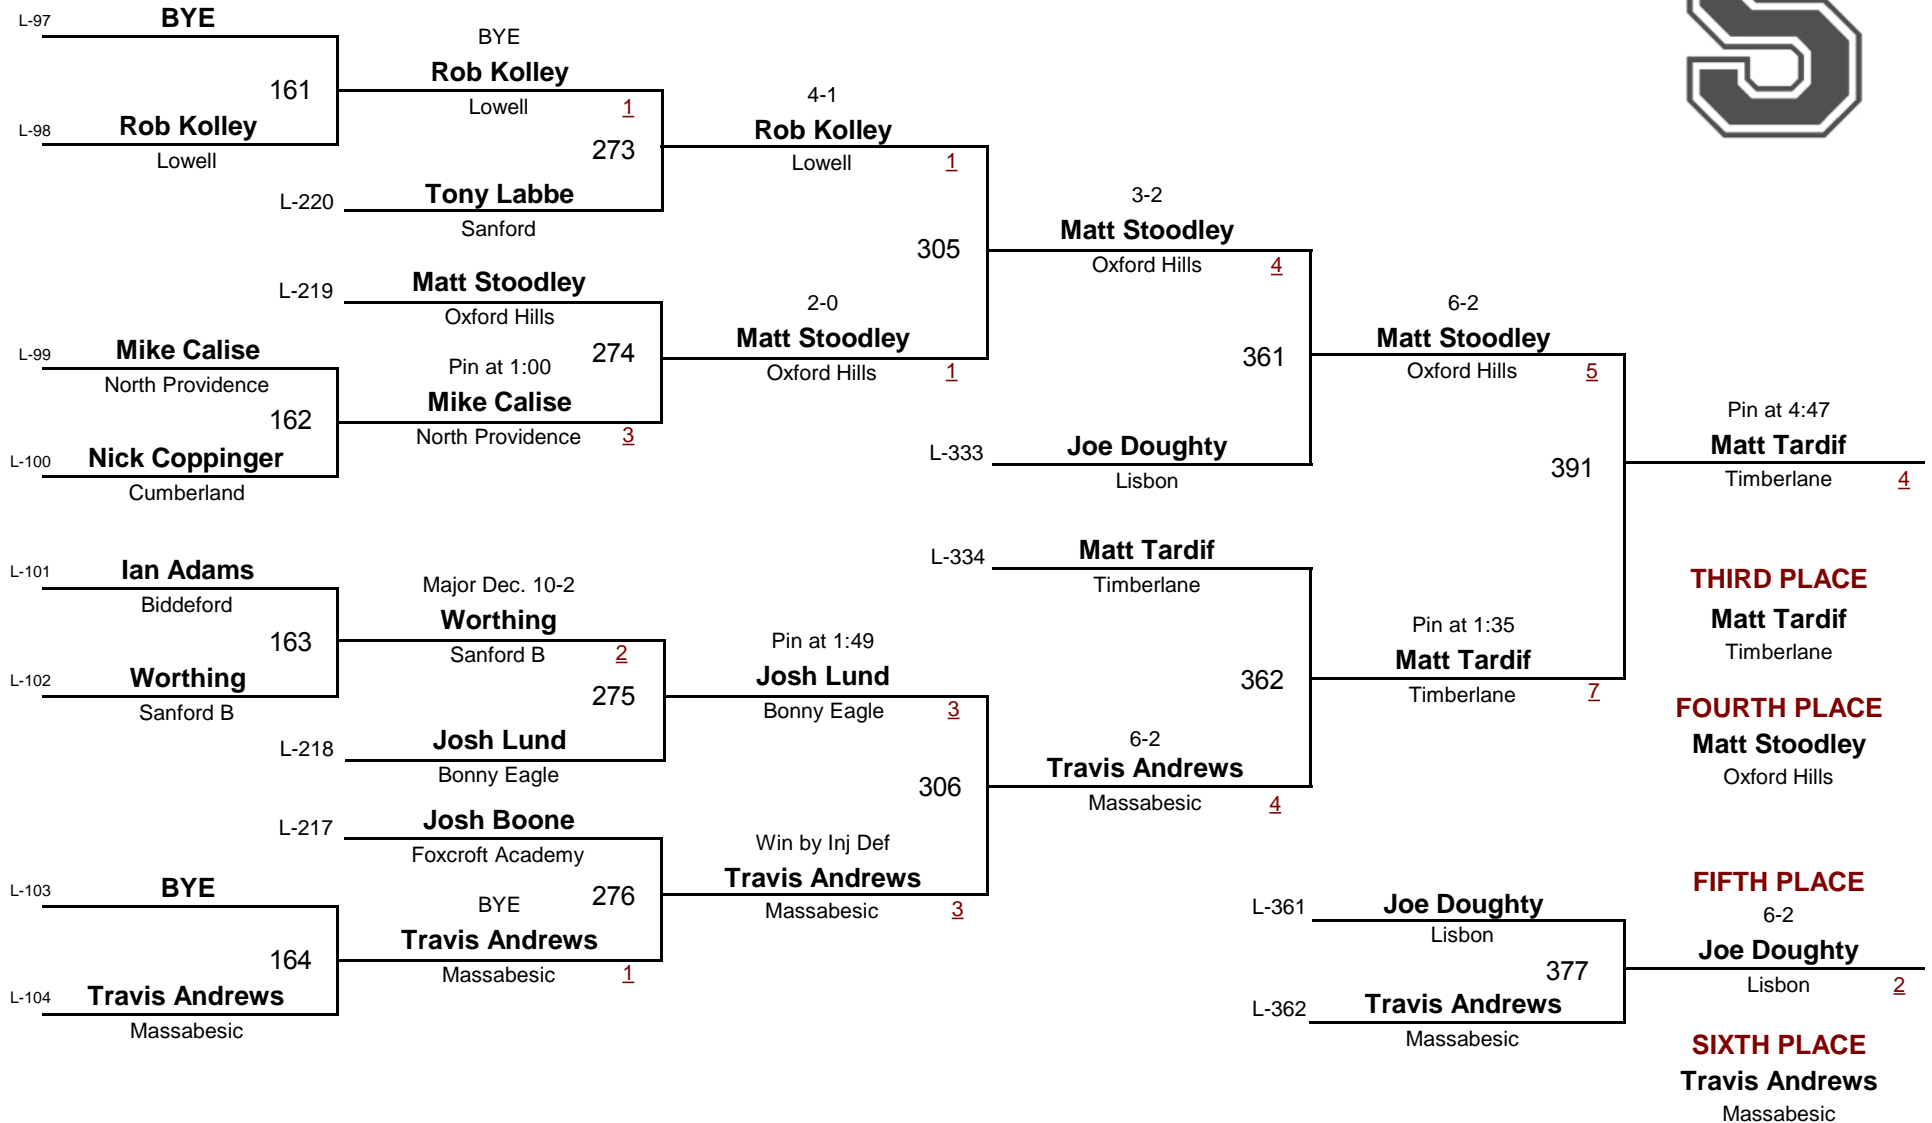 L-97
BYE
161
L-98
Rob Kolley
Lowell
BYE
Rob Kolley
Lowell
1
273
L-220
Tony Labbe
Sanford
4-1
Rob Kolley
Lowell
1
L-219
Matt Stoodley
Oxford Hills
274
L-99
Mike Calise
North Providence
162
L-100
Nick Coppinger
Cumberland
Pin at 1:00
Mike Calise
North Providence
3
2-0
Matt Stoodley
Oxford Hills
1
305
3-2
Matt Stoodley
Oxford Hills
4
361
L-333
Joe Doughty
Lisbon
6-2
Matt Stoodley
Oxford Hills
5
391
Pin at 4:47
Matt Tardif
Timberlane
4
L-101
Ian Adams
Biddeford
163
L-102
Worthing
Sanford B
Major Dec. 10-2
Worthing
Sanford B
2
275
L-218
Josh Lund
Bonny Eagle
Pin at 1:49
Josh Lund
Bonny Eagle
3
306
L-217
Josh Boone
Foxcroft Academy
276
L-103
BYE
164
L-104
Travis Andrews
Massabesic
BYE
Travis Andrews
Massabesic
1
Win by Inj Def
Travis Andrews
Massabesic
3
L-334
Matt Tardif
Timberlane
362
6-2
Travis Andrews
Massabesic
4
Pin at 1:35
Matt Tardif
Timberlane
7
THIRD PLACE
Matt Tardif
Timberlane
FOURTH PLACE
Matt Stoodley
Oxford Hills
L-361
Joe Doughty
Lisbon
377
L-362
Travis Andrews
Massabesic
FIFTH PLACE
6-2
Joe Doughty
Lisbon
2
SIXTH PLACE
Travis Andrews
Massabesic
S